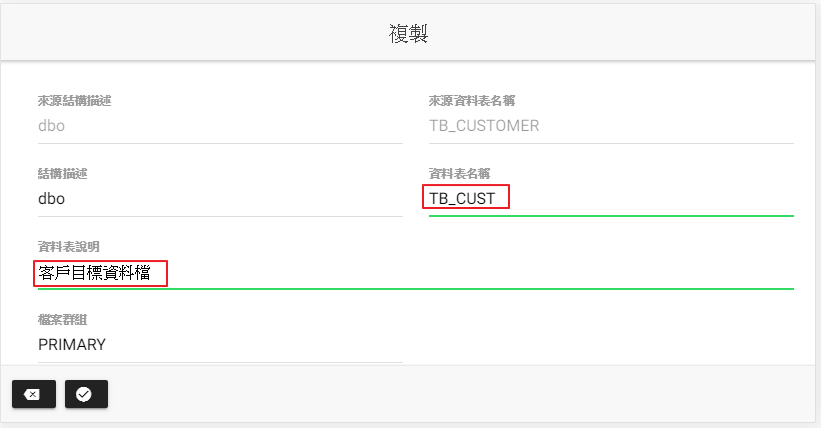 複製
來源結構描述
dbo
來源資料表名稱
TB_CUSTOMER
結構描述
dbo
資料表名稱
TB_CUST
資料表說明
客戶目標資料檔
檔案群組
PRIMARY